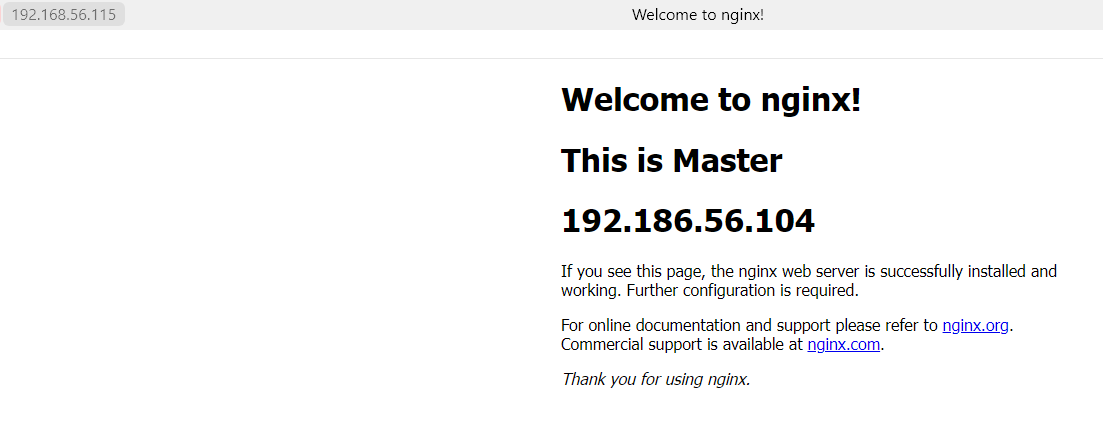 192.168.56.115
Welcome to nginx!
Welcome to nginx!
This is Master
192.186.56.104
If you see this page, the nginx web server is successfully installed and
working. Further configuration is required.
For online documentation and support please refer to nginx.org.
Commercial support is available at nginx.com.
Thank you for using nginx.